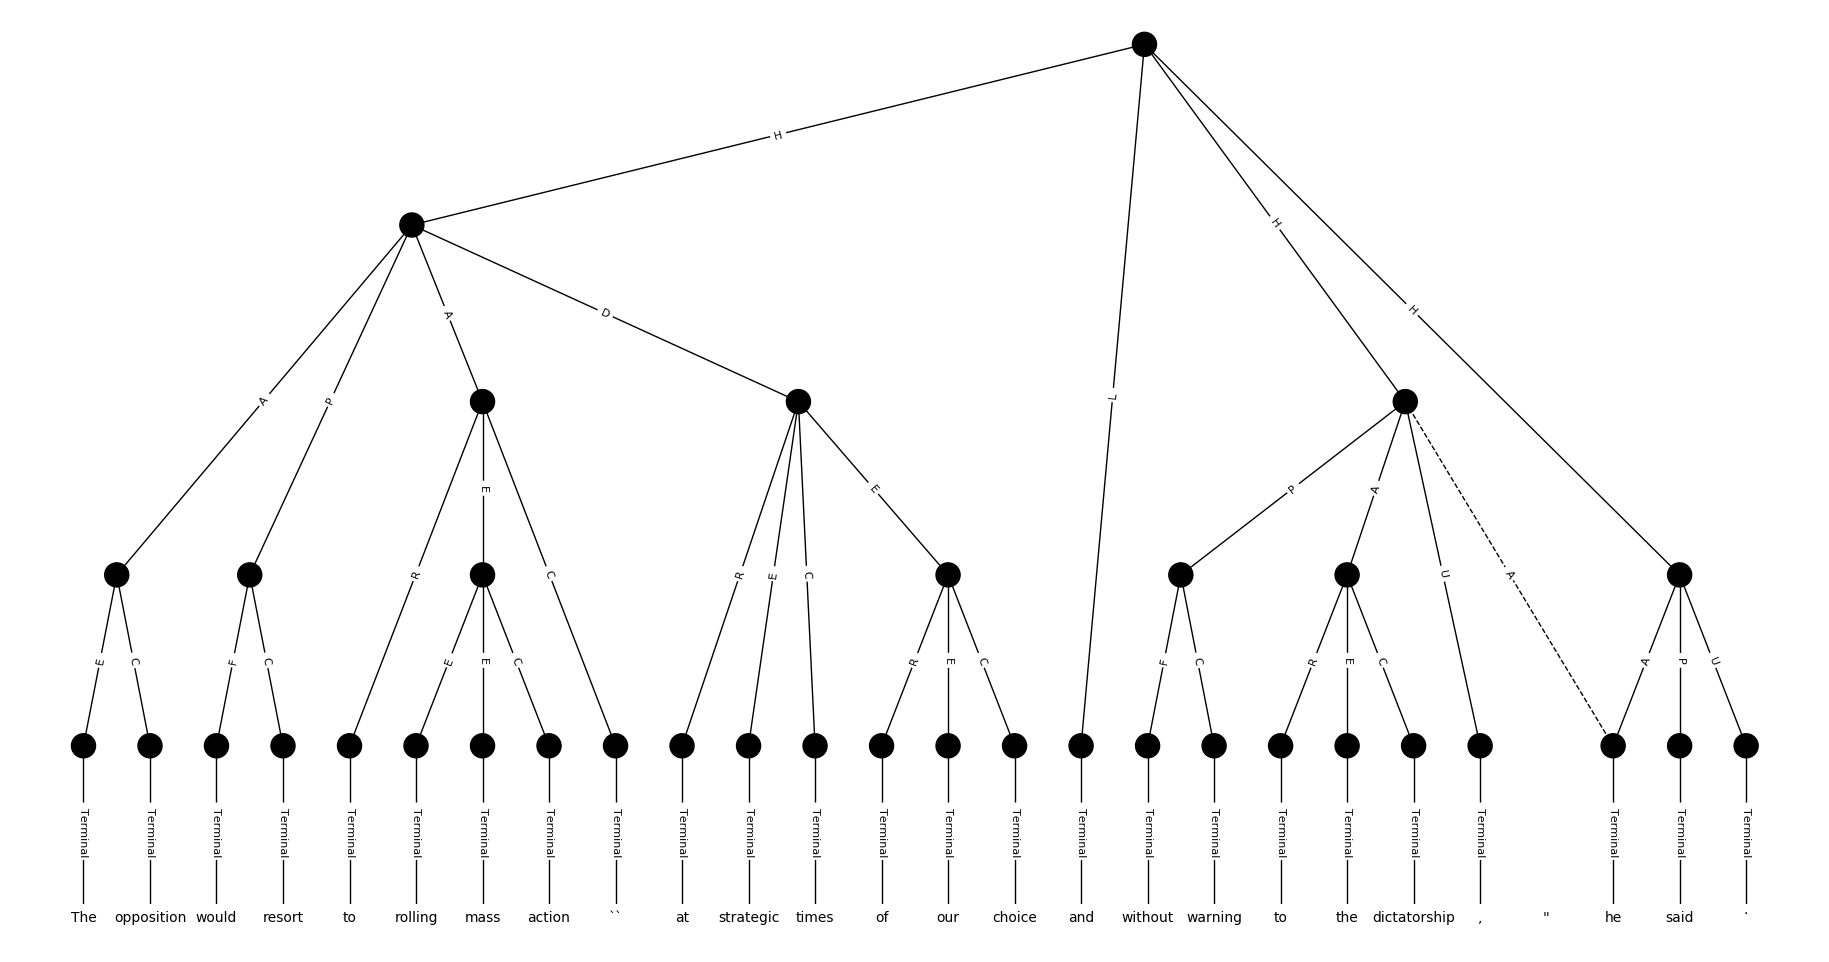 H
H
H
L
A
P
A
D
P
A
U
A
R
E
C
R
E
C
E
E
C
F
C
E
E
C
R
E
C
F
C
R
E
C
A
P
U
Terminal Terminal Terminal Terminal Terminal Terminal Terminal Terminal Terminal Terminal Terminal Terminal Terminal Terminal Terminal Terminal Terminal Terminal Terminal Terminal Terminal Terminal Terminal Terminal Terminal
The opposition would resort to rolling mass action `` at strategic times of our choice and without warning to the dictatorship , " he said .